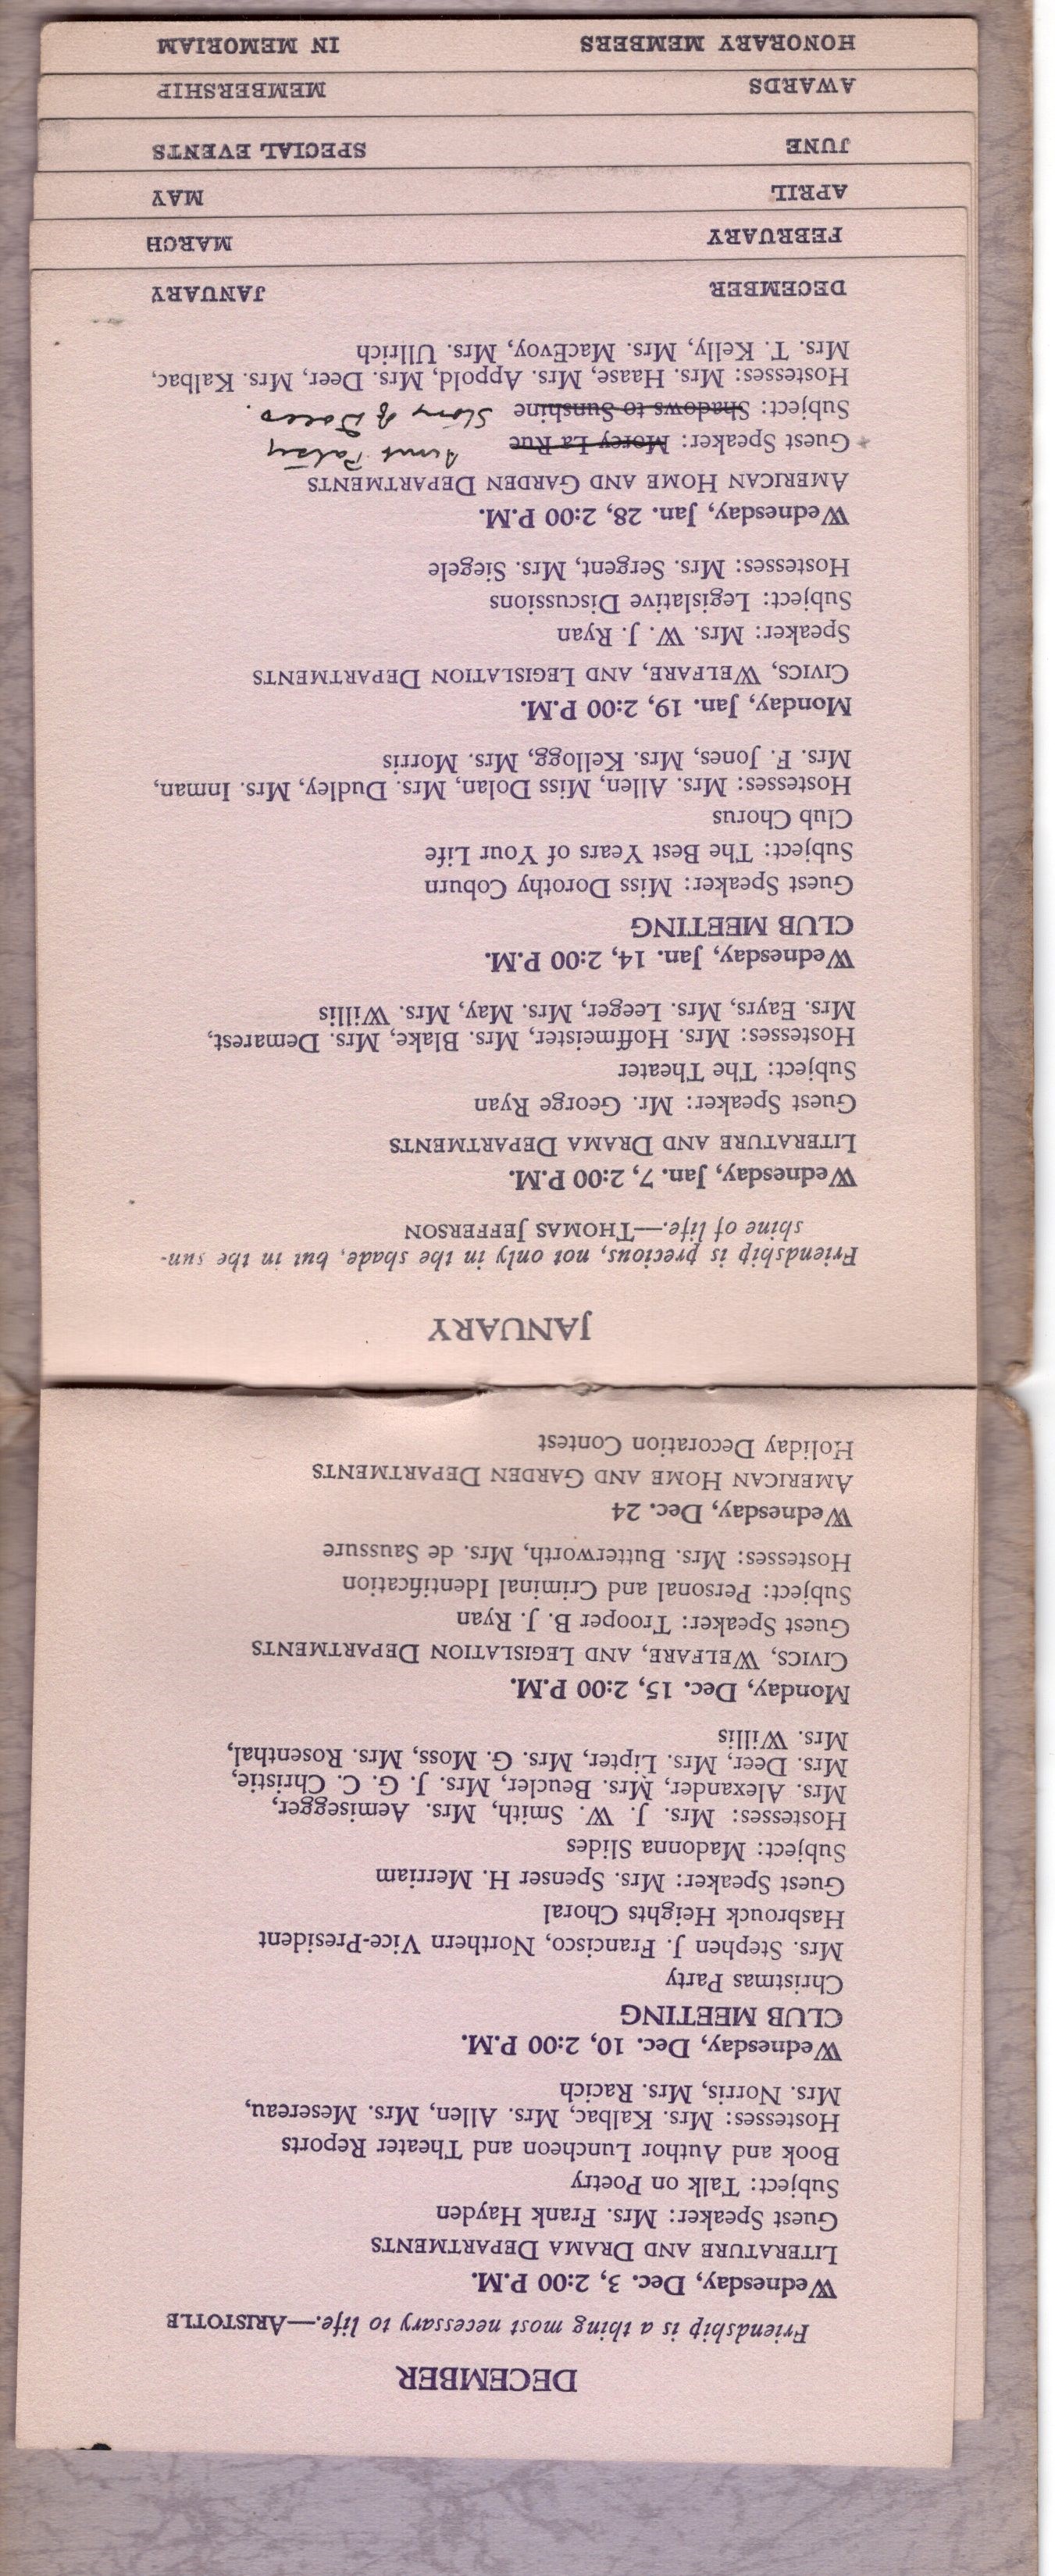 DECEMBER
Friendship is a thing most necessary to life.—ARISTOTLE
Wednesday, Dec. 3, 2:00 P.M.
LITERATURE AND DRAMA DEPARTMENTS
Guest Speaker: Mrs. Frank Hayden
Subject: Talk on Poetry
Book and Author Luncheon and Theater Reports
Hostesses: Mrs. Kalbac, Mrs. Allen, Mrs. Mesereau,
Mrs. Norris, Mrs. Racich
Wednesday, Dec. 10, 2:00 P.M.
CLUB MEETING
Christmas Party
Mrs. Stephen J. Francisco, Northern Vice-President
Hasbrouck Heights Choral
Guest Speaker: Mrs. Spenser H. Merriam
Subject: Madonna Slides
Hostesses: Mrs. J. W. Smith, Mrs. Aemisegger,
Mrs. Alexander, Mrs. Beucler, Mrs. J. G. C. Christie,
Mrs. Deer, Mrs. Lipter, Mrs. G. Moss, Mrs. Rosenthal,
Mrs. Willis
Monday, Dec. 15, 2:00 P.M.
CIVICS, WELFARE, AND LEGISLATION DEPARTMENTS
Guest Speaker: Trooper B. J. Ryan
Subject: Personal and Criminal Identification
Hostesses: Mrs. Butterworth, Mrs. de Saussure
Wednesday, Dec. 24
AMERICAN HOME AND GARDEN DEPARTMENTS
Holiday Decoration Contest
JANUARY
Friendship is precious, not only in the shade, but in the sun-
shine of life.—THOMAS JEFFERSON
Wednesday, Jan. 7, 2:00 P.M.
LITERATURE AND DRAMA DEPARTMENTS
Guest Speaker: Mr. George Ryan
Subject: The Theater
Hostesses: Mrs. Hoffmeister, Mrs. Blake, Mrs. Demarest,
Mrs. Eayrs, Mrs. Leeger, Mrs. May, Mrs. Willis
Wednesday, Jan. 14, 2:00 P.M.
CLUB MEETING
Guest Speaker: Miss Dorothy Coburn
Subject: The Best Years of Your Life
Club Chorus
Hostesses: Mrs. Allen, Miss Dolan, Mrs. Dudley, Mrs. Inman,
Mrs. F. Jones, Mrs. Kellogg, Mrs. Morris
Monday, Jan. 19, 2:00 P.M.
CIVICS, WELFARE, AND LEGISLATION DEPARTMENTS
Speaker: Mrs. W. J. Ryan
Subject: Legislative Discussions
Hostesses: Mrs. Sergent, Mrs. Siegele
Wednesday, Jan. 28, 2:00 P.M.
AMERICAN HOME AND GARDEN DEPARTMENTS
Guest Speaker: Morey La Rue Aunt Patsy
Subject: Shadows to Sunshine Story of
Hostesses: Mrs. Haase, Mrs. Appold, Mrs. Deer, Mrs. Kalbac,
Mrs. T. Kelly, Mrs. MacEvoy, Mrs. Ullrich
DECEMBER JANUARY
FEBRUARY MARCH
APRIL MAY
JUNE SPECIAL EVENTS
AWARDS MEMBERSHIP
HONORARY MEMBERS IN MEMORIAM